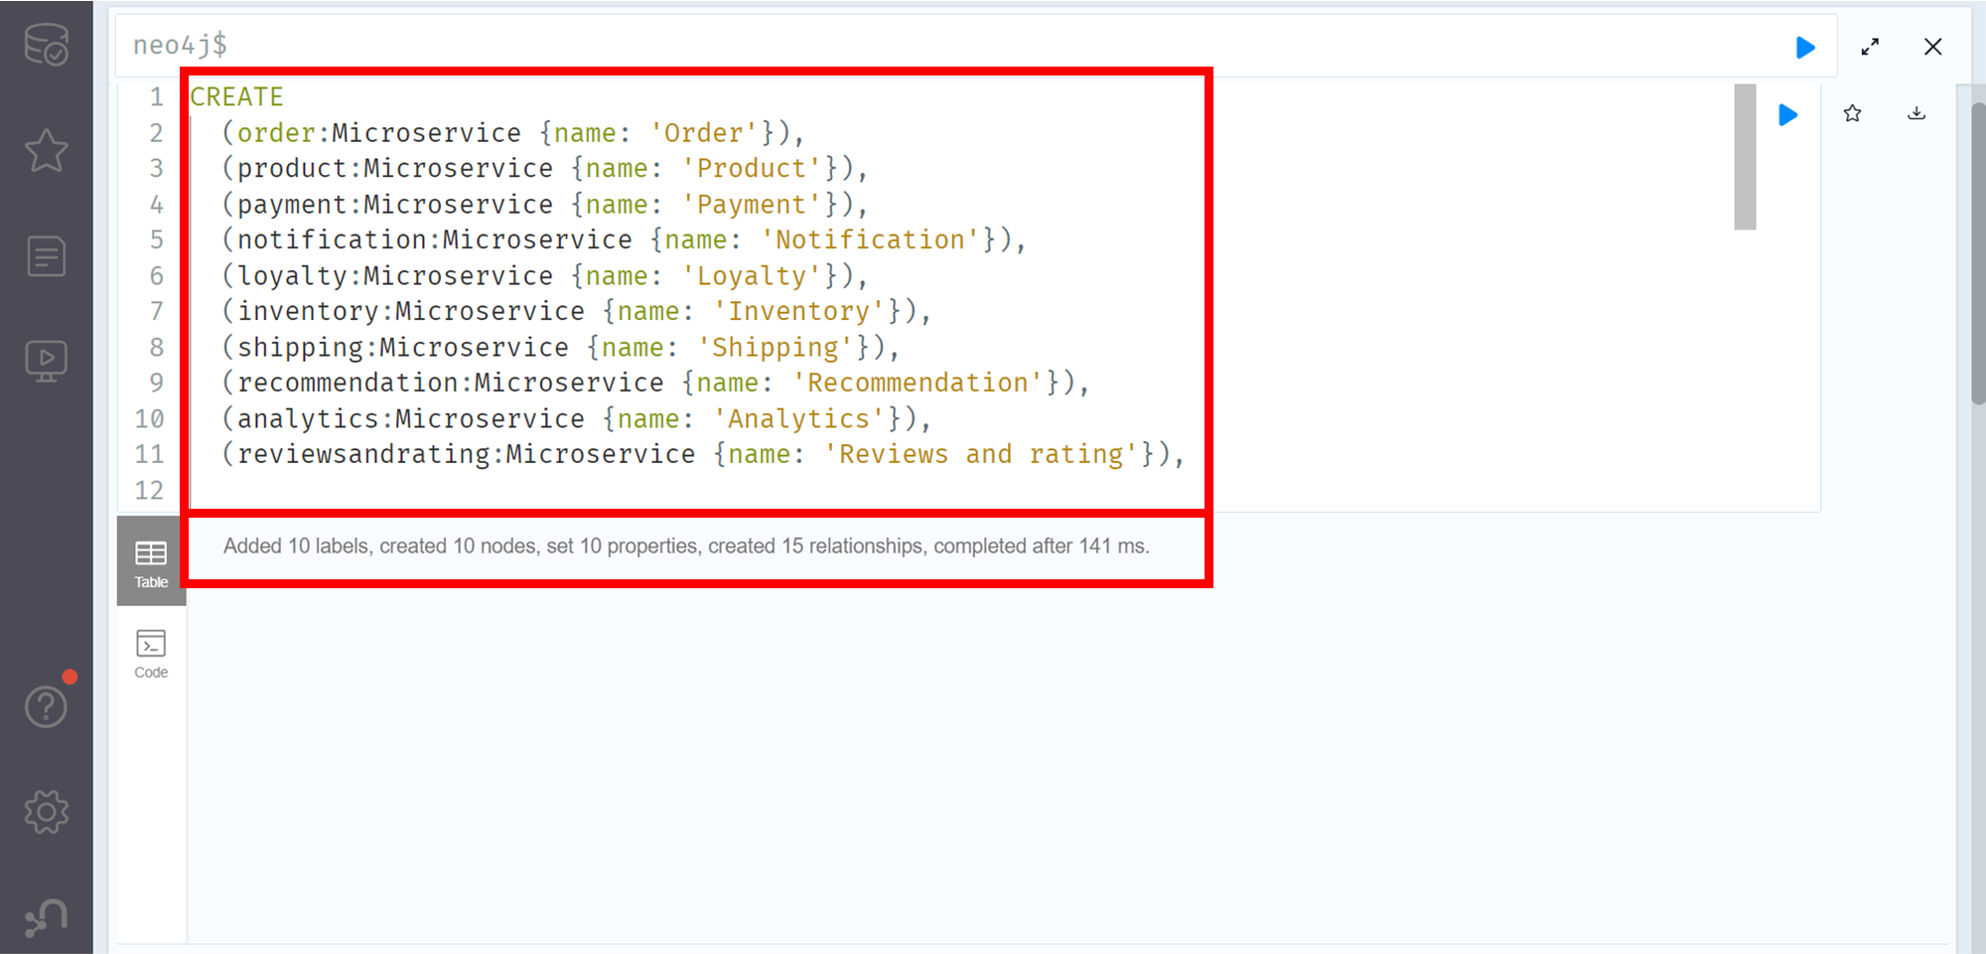 neo4j$
1 CREATE
2 (order:Microservice {name: 'Order'}),
3 (product:Microservice {name: 'Product'}),
4 (payment:Microservice {name: 'Payment'}),
5 (notification:Microservice {name: 'Notification'}),
6 (loyalty:Microservice {name: 'Loyalty'}),
7 (inventory:Microservice {name: 'Inventory'}),
8 (shipping:Microservice {name: 'Shipping'}),
9 (recommendation:Microservice {name: 'Recommendation'}),
10 (analytics:Microservice {name: 'Analytics'}),
11 (reviewsandrating:Microservice {name: 'Reviews and rating'}),
12
Added 10 labels, created 10 nodes, set 10 properties, created 15 relationships, completed after 141 ms.
Table
Code